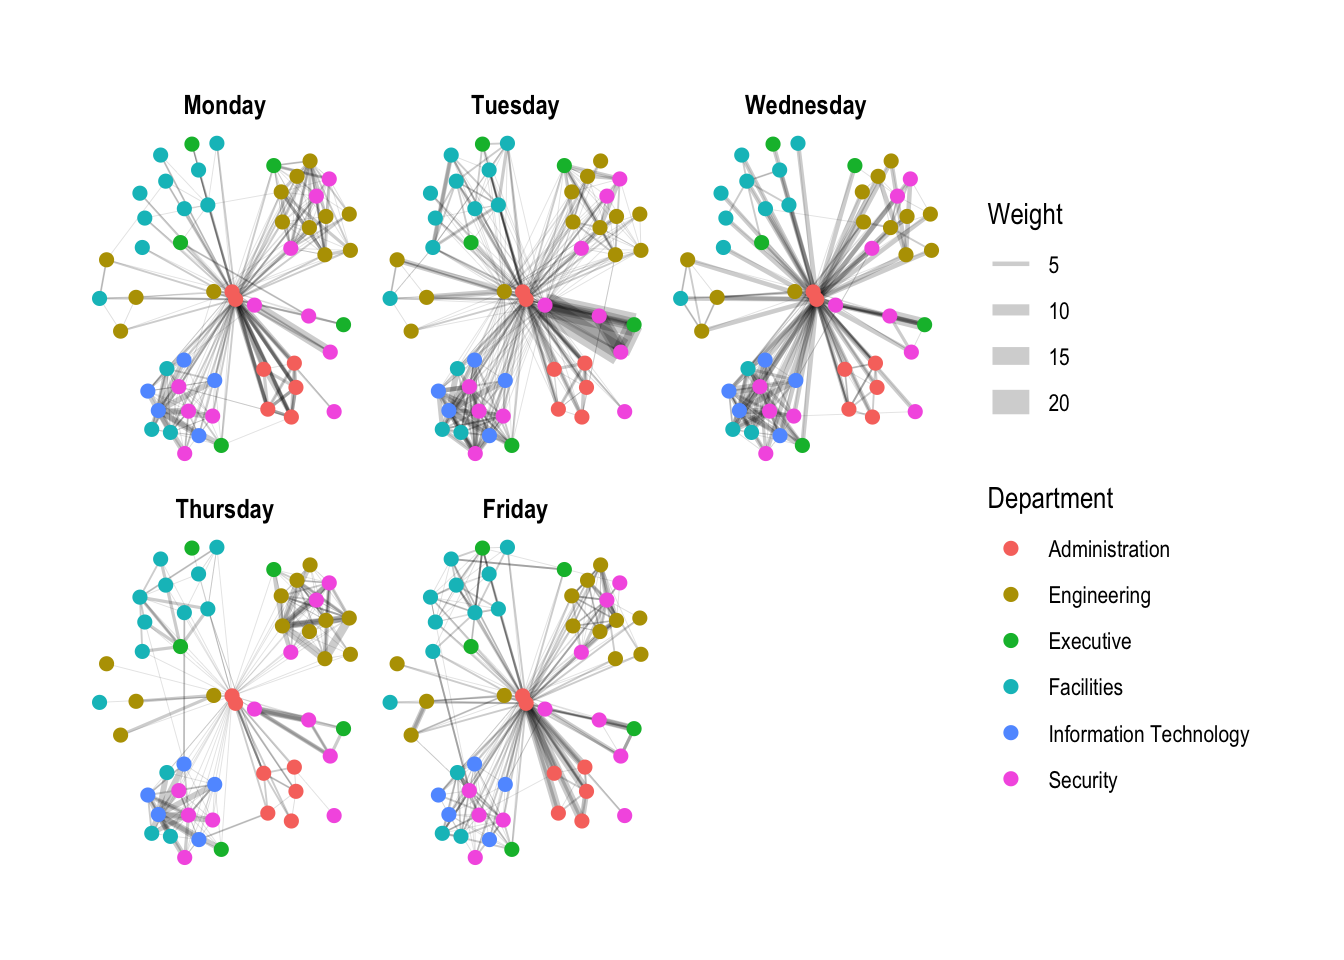 Monday
Tuesday
Wednesday
Thursday
Friday
Weight
5
10
15
20
Department
Administration
Engineering
Executive
Facilities
Information Technology
Security